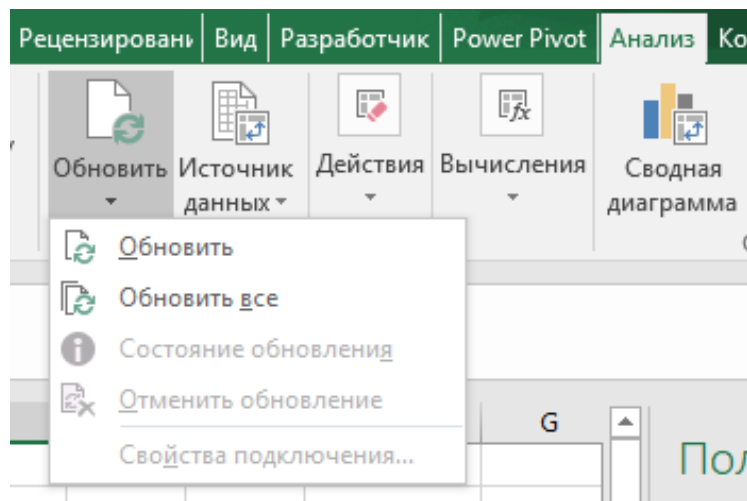 Рецензировани Вид Разработчик Power Pivot Анализ Ко
Обновить Источник данных Действия Вычисления Сводная диаграмма
Обновить
Обновить все
Состояние обновления
Отменить обновление
Свойства подключения...
G
Пол